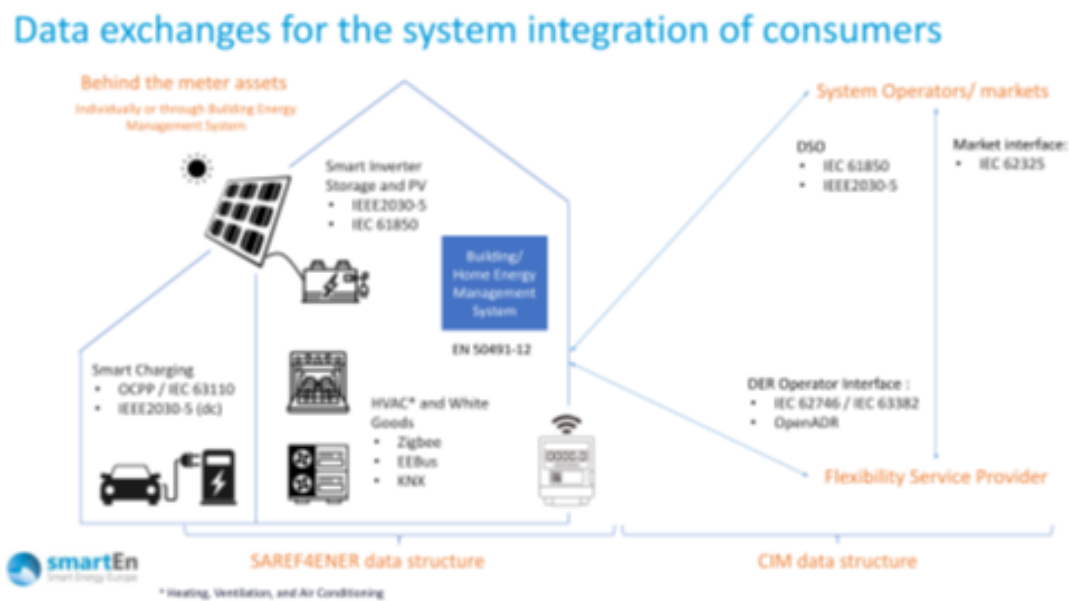 Data exchanges for the system integration of consumers
Behind the meter assets
Individually or through Building Energy
Management System
Smart Inverter
Storage and PV
• IEEE2030-5
• IEC 61850
Building/
Home Energy
Management
System
EN 50491-12
Smart Charging
• OCPP / IEC 63110
• IEEE2030-5 (dc)
HVAC* and White
Goods
• Zigbee
• EEBus
• KNX
0000.0
System Operators/ markets
DSO
• IEC 61850
• IEEE2030-5
Market interface:
• IEC 62325
DER Operator Interface :
• IEC 62746 / IEC 63382
• OpenADR
Flexibility Service Provider
SAREF4ENER data structure
CIM data structure
smartEn
Smart Energy Europe
* Heating, Ventilation, and Air Conditioning